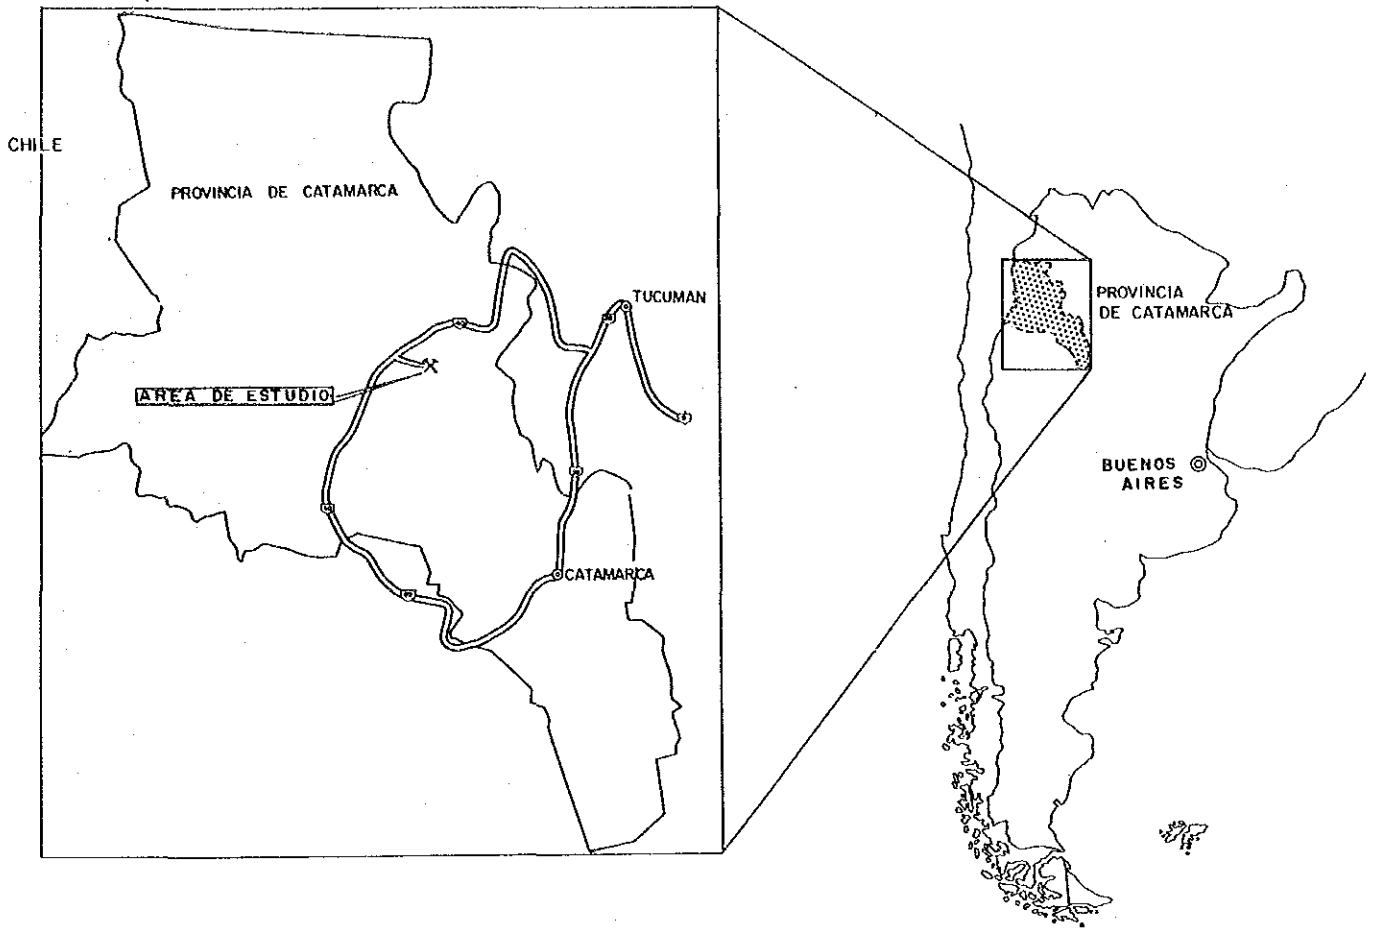 CHILE
PROVINCIA DE CATAMARCA
TUCUMAN
AREA DE ESTUDIO
CATAMARCA
PROVINCIA
DE CATAMARCA
BUENOS
AIRES